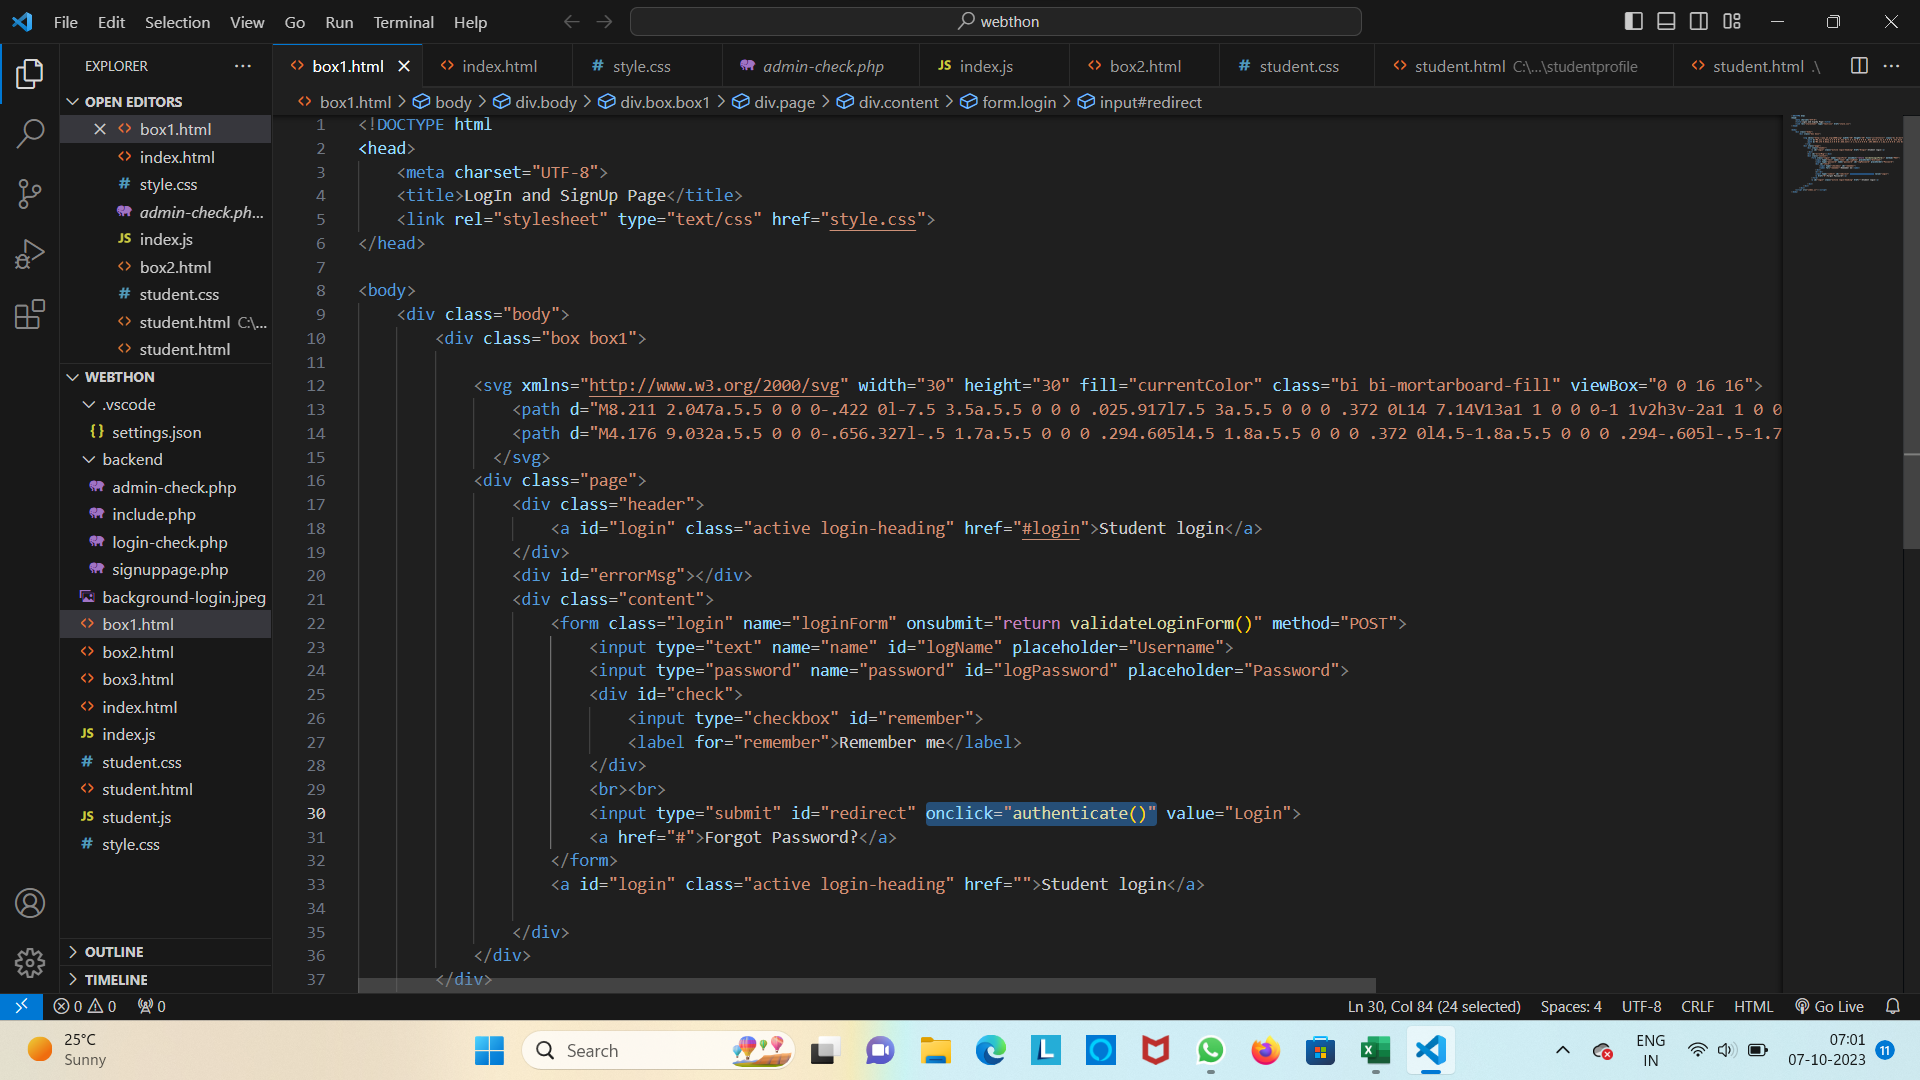 File Edit Selection View Go Run Terminal Help
webthon
EXPLORER
box1.html
index.html
style.css
admin-check.php
JS index.js
box2.html
student.css
student.html C:\...\studentprofile
student.html .\
box1.html > body > div.body > div.box.box1 > div.page > div.content > form.login > input#redirect
OPEN EDITORS
box1.html
index.html
style.css
admin-check.ph...
JS index.js
box2.html
student.css
student.html C:\...
student.html
WEBTHON
.vscode
settings.json
backend
admin-check.php
include.php
login-check.php
signuppage.php
background-login.jpeg
box1.html
box2.html
box3.html
index.html
JS index.js
student.css
student.html
JS student.js
style.css
OUTLINE
TIMELINE
1 <!DOCTYPE html
2 <head>
3 <meta charset="UTF-8">
4 <title>LogIn and SignUp Page</title>
5 <link rel="stylesheet" type="text/css" href="style.css">
6 </head>
7
8 <body>
9 <div class="body">
10 <div class="box box1">
11
12 <svg xmlns="http://www.w3.org/2000/svg" width="30" height="30" fill="currentColor" class="bi bi-mortarboard-fill" viewBox="0 0 16 16">
13 <path d="M8.211 2.047a.5.5 0 0 0-.422 0l-7.5 3.5a.5.5 0 0 0 .025.917l7.5 3a.5.5 0 0 0 .372 0L14 7.14V13a1 1 0 0 0-1 1v2h3v-2a1 1 0 0
14 <path d="M4.176 9.032a.5.5 0 0 0-.656.327l-.5 1.7a.5.5 0 0 0 .294.605l4.5 1.8a.5.5 0 0 0 .372 0l4.5-1.8a.5.5 0 0 0 .294-.605l-.5-1.7
15 </svg>
16 <div class="page">
17 <div class="header">
18 <a id="login" class="active login-heading" href="#login">Student login</a>
19 </div>
20 <div id="errorMsg"></div>
21 <div class="content">
22 <form class="login" name="loginForm" onsubmit="return validateLoginForm()" method="POST">
23 <input type="text" name="name" id="logName" placeholder="Username">
24 <input type="password" name="password" id="logPassword" placeholder="Password">
25 <div id="check">
26 <input type="checkbox" id="remember">
27 <label for="remember">Remember me</label>
28 </div>
29 <br><br>
30 <input type="submit" id="redirect" onclick="authenticate()" value="Login">
31 <a href="#">Forgot Password?</a>
32 </form>
33 <a id="login" class="active login-heading" href="">Student login</a>
34
35 </div>
36 </div>
37 </div>
0 0 0
Ln 30, Col 84 (24 selected) Spaces: 4 UTF-8 CRLF HTML Go Live
25°C
Sunny
Search
ENG
IN
07:01
07-10-2023
11